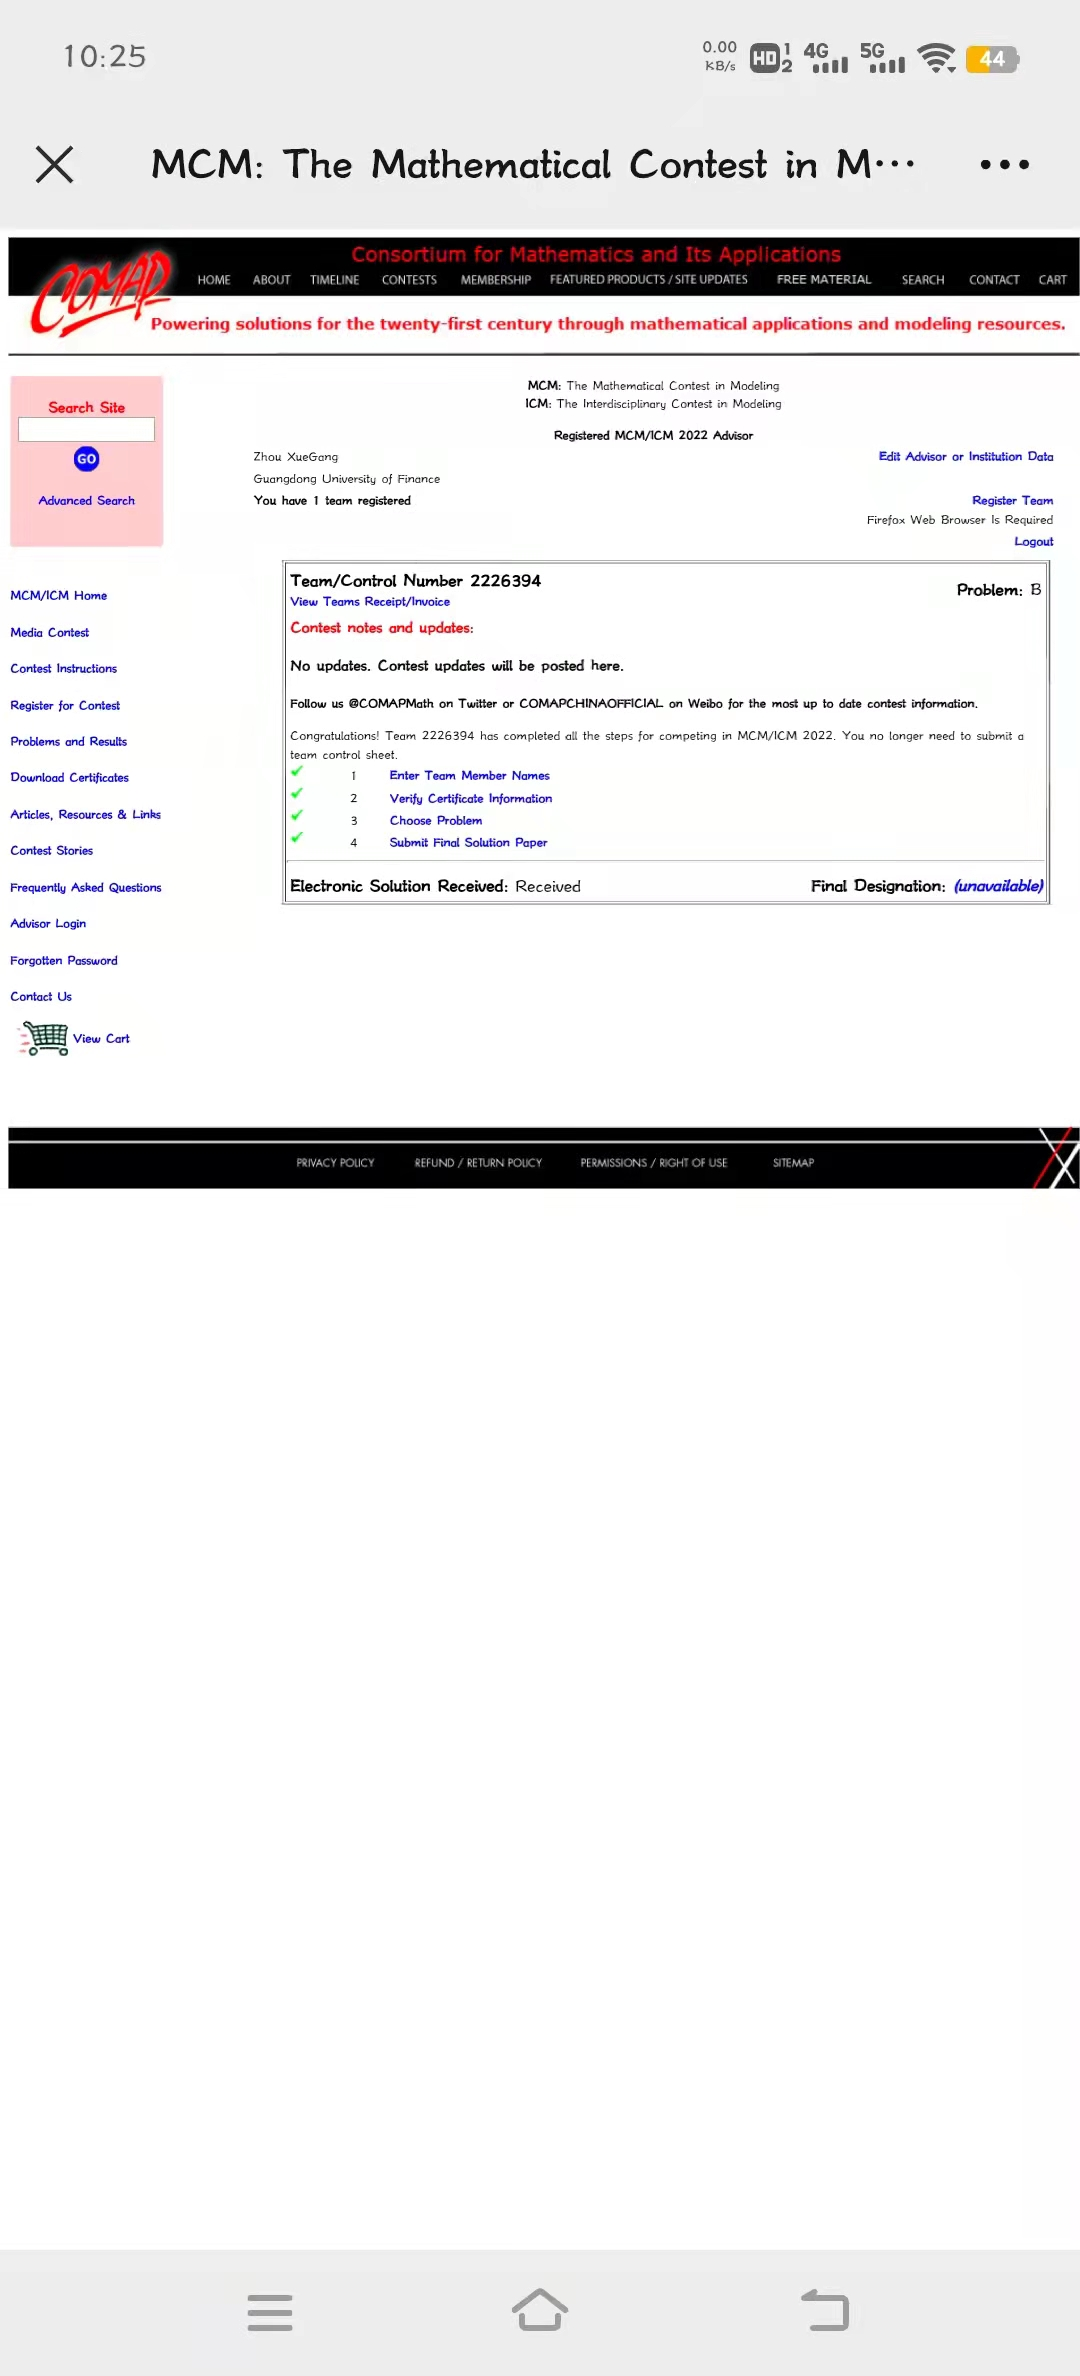 10:25
0.00
KB/s
HD 1 2
4G
5G
44
MCM: The Mathematical Contest in M···
Consortium for Mathematics and Its Applications
COMAP
HOME ABOUT TIMELINE CONTESTS MEMBERSHIP FEATURED PRODUCTS / SITE UPDATES FREE MATERIAL SEARCH CONTACT CART
Powering solutions for the twenty-first century through mathematical applications and modeling resources.
Search Site
GO
Advanced Search
MCM/ICM Home
Media Contest
Contest Instructions
Register for Contest
Problems and Results
Download Certificates
Articles, Resources & Links
Contest Stories
Frequently Asked Questions
Advisor Login
Forgotten Password
Contact Us
View Cart
MCM: The Mathematical Contest in Modeling
ICM: The Interdisciplinary Contest in Modeling
Registered MCM/ICM 2022 Advisor
Zhou XueGang
Edit Advisor or Institution Data
Guangdong University of Finance
You have 1 team registered
Register Team
Firefox Web Browser Is Required
Logout
Team/Control Number 2226394
Problem: B
View Teams Receipt/Invoice
Contest notes and updates:
No updates. Contest updates will be posted here.
Follow us @COMAPMath on Twitter or COMAPCHINAOFFICIAL on Weibo for the most up to date contest information.
Congratulations! Team 2226394 has completed all the steps for competing in MCM/ICM 2022. You no longer need to submit a
team control sheet.
1 Enter Team Member Names
2 Verify Certificate Information
3 Choose Problem
4 Submit Final Solution Paper
Electronic Solution Received: Received
Final Designation: (unavailable)
PRIVACY POLICY REFUND / RETURN POLICY PERMISSIONS / RIGHT OF USE SITEMAP